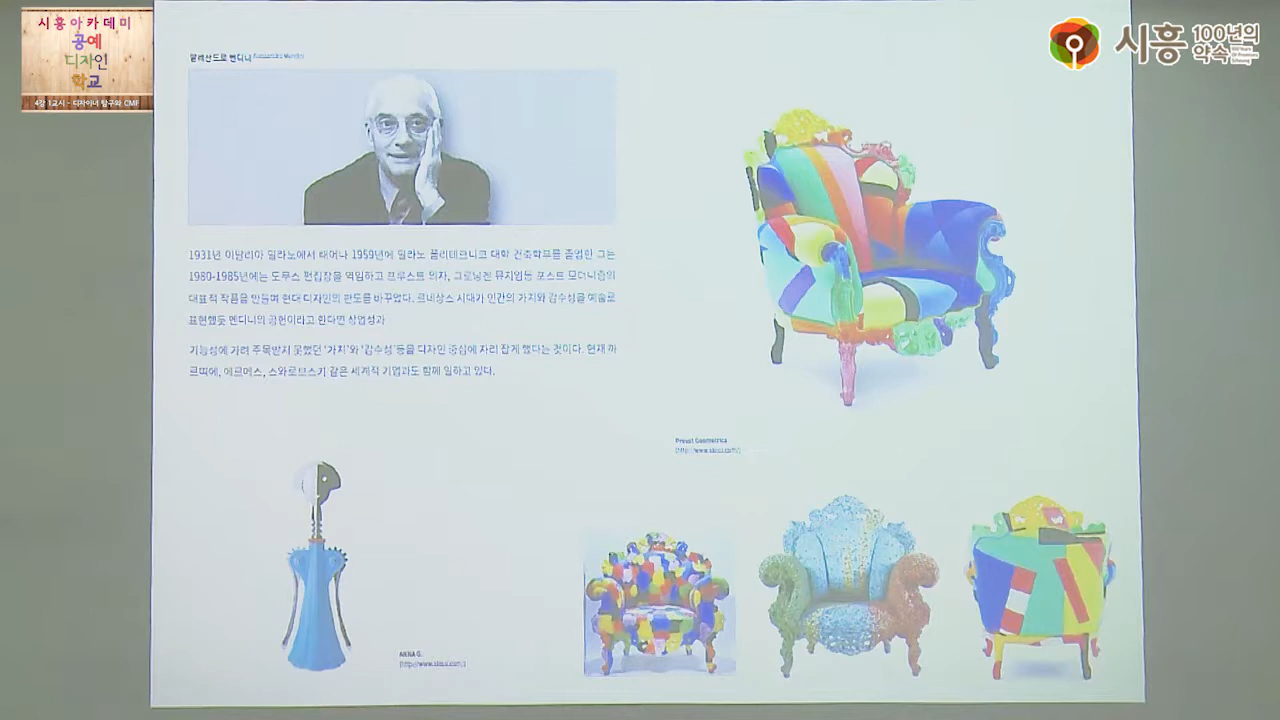 시흥아카데미
공예
디자인
학교
4강 1교시 - 디자이너 탐구와 CMF
시흥 100년의 약속
알레산드로 멘디니
1931년 이탈리아 밀라노에서 태어나 1959년에 밀라노 폴리테크니코 대학 건축학부를 졸업한 그는
1980-1985년에는 도무스 편집장을 역임하고 프루스트 의자, 그로닝겐 뮤지엄등 포스트 모더니즘의
대표적 작품을 만들며 현대 디자인의 판도를 바꾸었다. 르네상스 시대가 인간의 가치와 감수성을 예술로
표현했듯 멘디니의 공헌이라고 한다면 상업성과
기능성에 가려 주목받지 못했던 '가치'와 '감수성'등을 디자인 중심에 자리 잡게 했다는 것이다. 현재 까
르띠에, 에르메스, 스와로브스키 같은 세계적 기업과도 함께 일하고 있다.
Proust Geometrica
ANNA G.